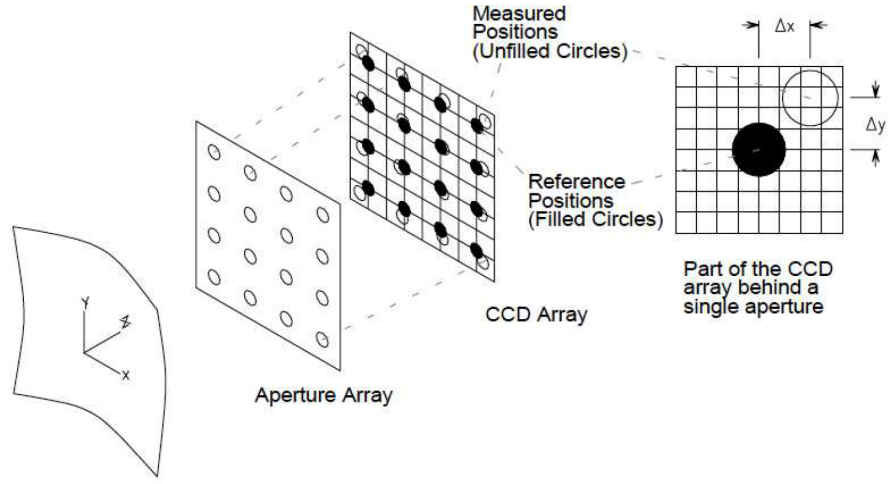 Measured
Positions
(Unfilled Circles)
Δx
Δy
Reference
Positions
(Filled Circles)
Part of the CCD
array behind a
single aperture
CCD Array
Y
Z
X
Aperture Array